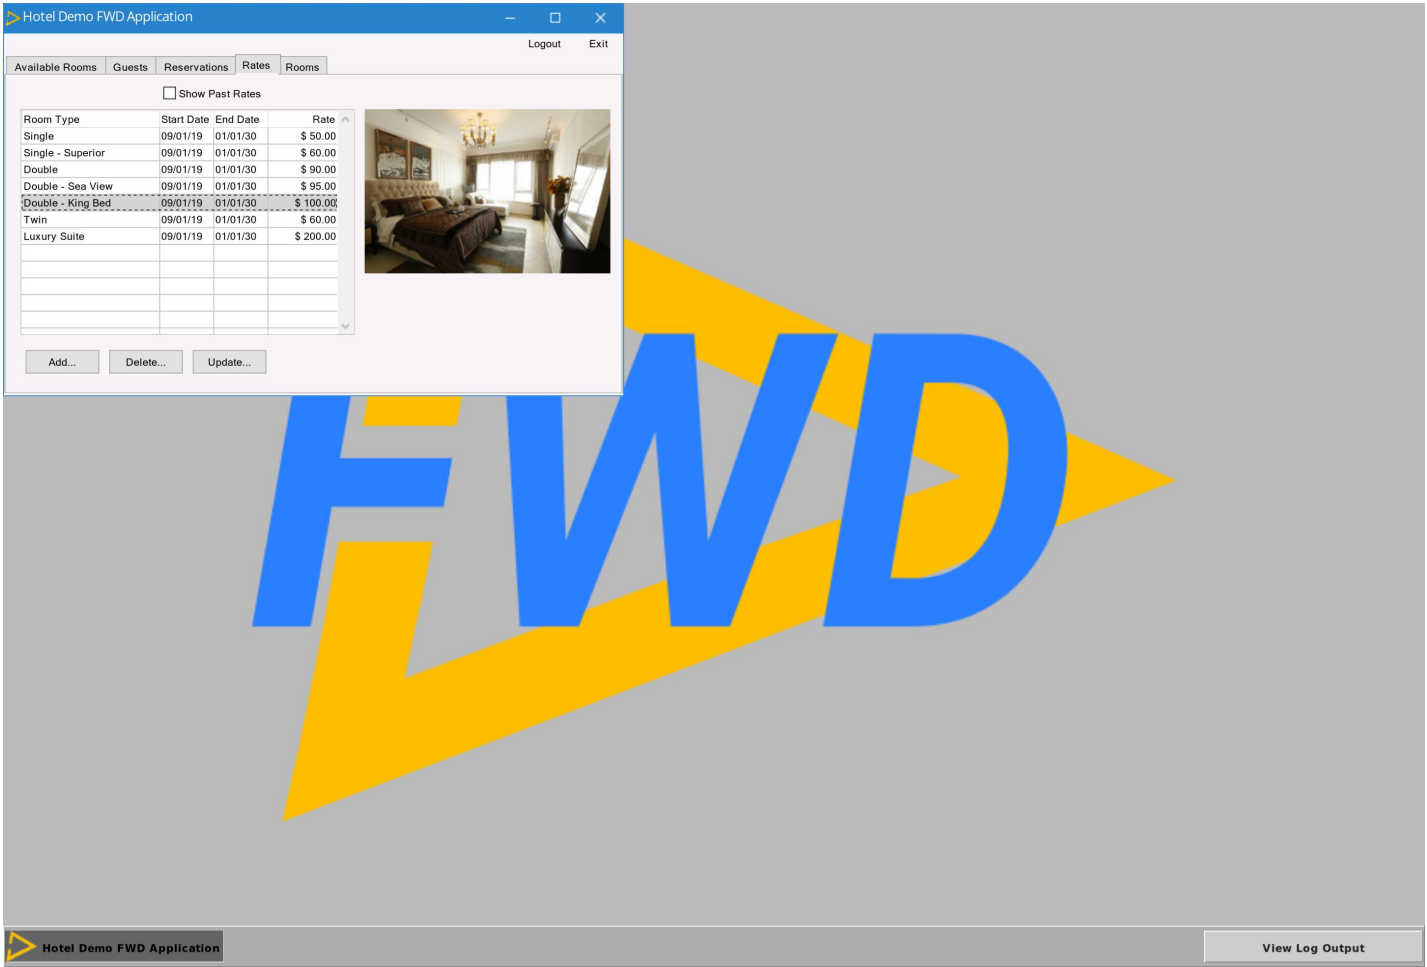 Hotel Demo FWD Application
Logout Exit
Available Rooms Guests Reservations Rates Rooms
Show Past Rates
Room Type Start Date End Date Rate
Single 09/01/19 01/01/30 $ 50.00
Single - Superior 09/01/19 01/01/30 $ 60.00
Double 09/01/19 01/01/30 $ 90.00
Double - Sea View 09/01/19 01/01/30 $ 95.00
Double - King Bed 09/01/19 01/01/30 $ 100.00
Twin 09/01/19 01/01/30 $ 60.00
Luxury Suite 09/01/19 01/01/30 $ 200.00
Add... Delete... Update...
FWD
Hotel Demo FWD Application
View Log Output